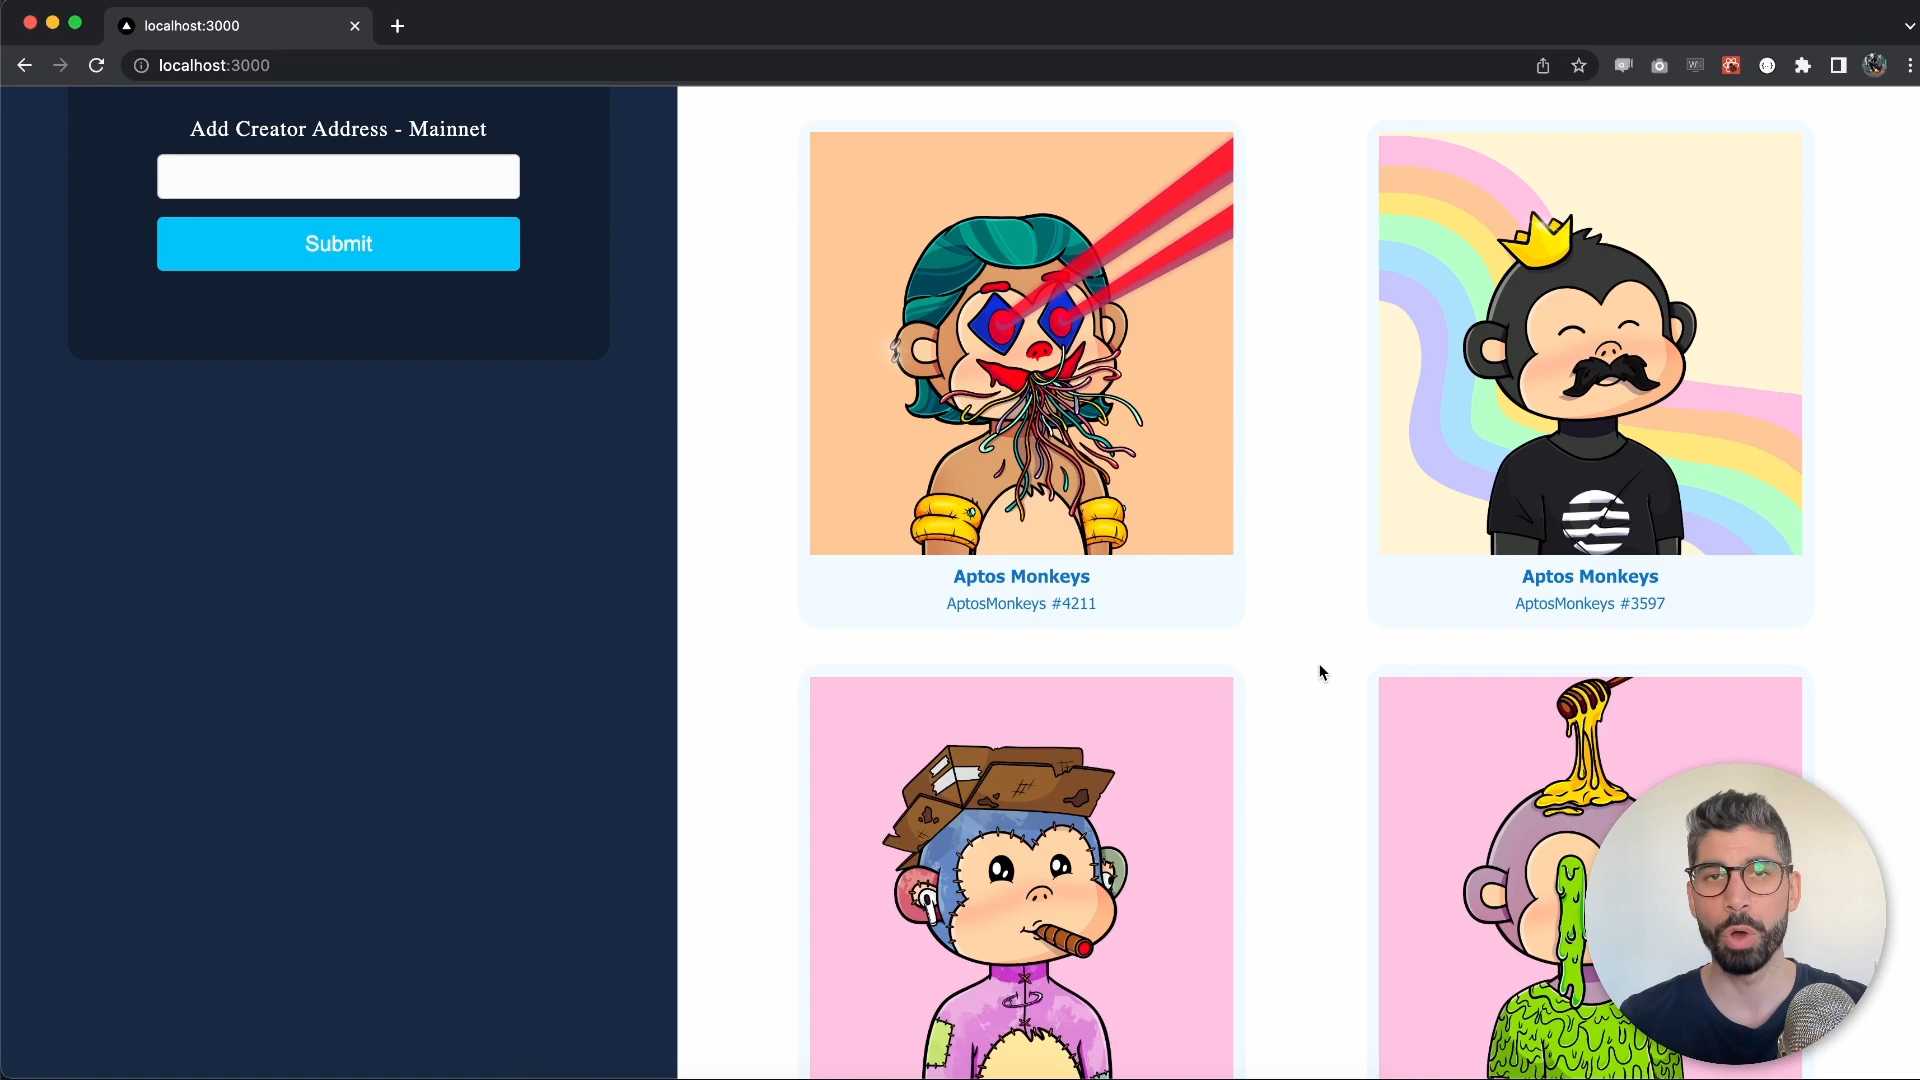 localhost:3000
localhost:3000
Add Creator Address - Mainnet
Submit
Aptos Monkeys
AptosMonkeys #4211
Aptos Monkeys
AptosMonkeys #3597